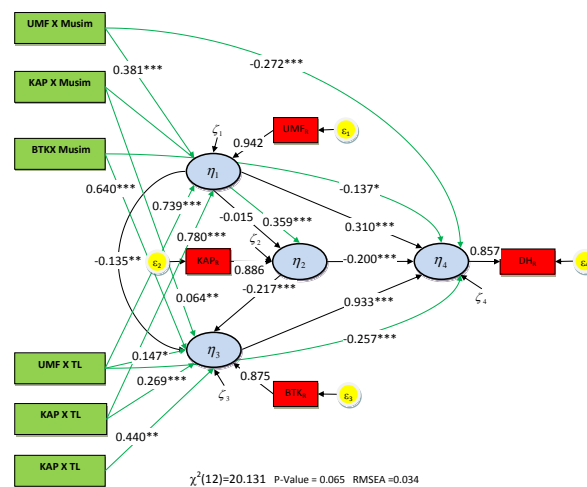 UMF X Musim
KAP X Musim
BTKX Musim
UMF X TL
KAP X TL
KAP X TL
0.381***
-0.272***
ζ1
0.942
UMFR
ε1
η1
0.640***
0.739***
-0.015
0.359***
-0.137*
0.310***
0.780***
-0.135**
ε2
KAPR
0.886
ζ2
η2
-0.200***
η4
0.857
DHR
ζ4
0.064**
-0.217***
0.933***
-0.257***
0.147*
η3
0.269***
ζ3
0.875
BTKR
ε3
0.440**
χ²(12)=20.131 P-Value = 0.065 RMSEA =0.034